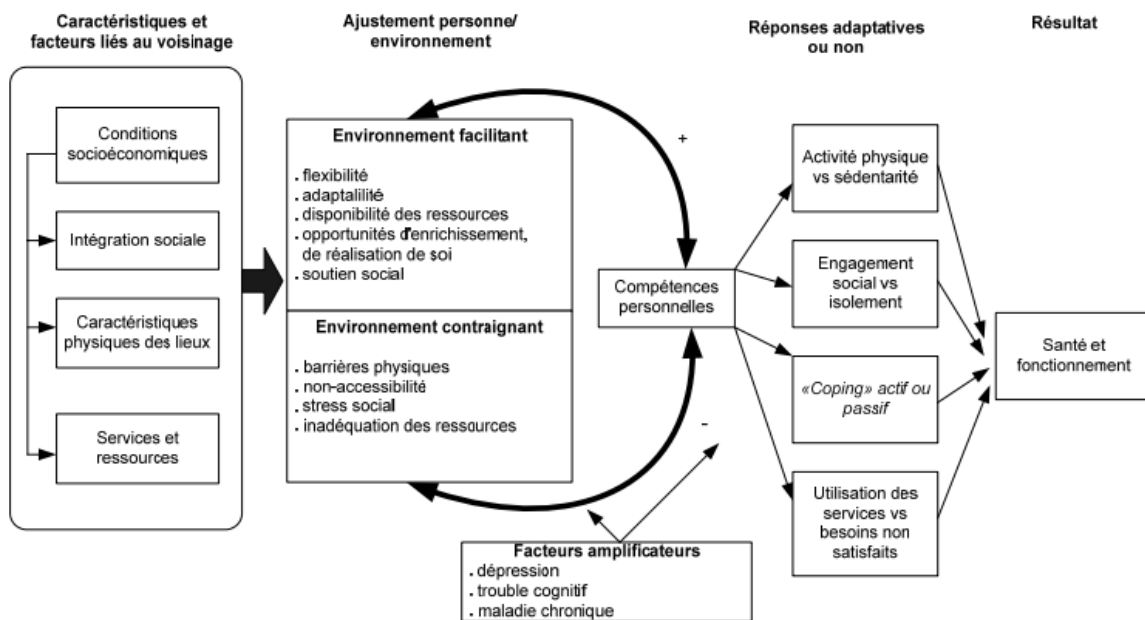 Caractéristiques et
facteurs liés au voisinage
Conditions
socioéconomiques
Intégration sociale
Caractéristiques
physiques des lieux
Services et
ressources
Ajustement personne/
environnement
Environnement facilitant
. flexibilité
. adaptalilité
. disponibilité des ressources
. opportunités d'enrichissement,
de réalisation de soi
. soutien social
Environnement contraignant
. barrières physiques
. non-accessibilité
. stress social
. inadéquation des ressources
+
-
Compétences
personnelles
Facteurs amplificateurs
. dépression
. trouble cognitif
. maladie chronique
Réponses adaptatives
ou non
Activité physique
vs sédentarité
Engagement
social vs
isolement
«Coping» actif ou
passif
Utilisation des
services vs
besoins non
satisfaits
Résultat
Santé et
fonctionnement